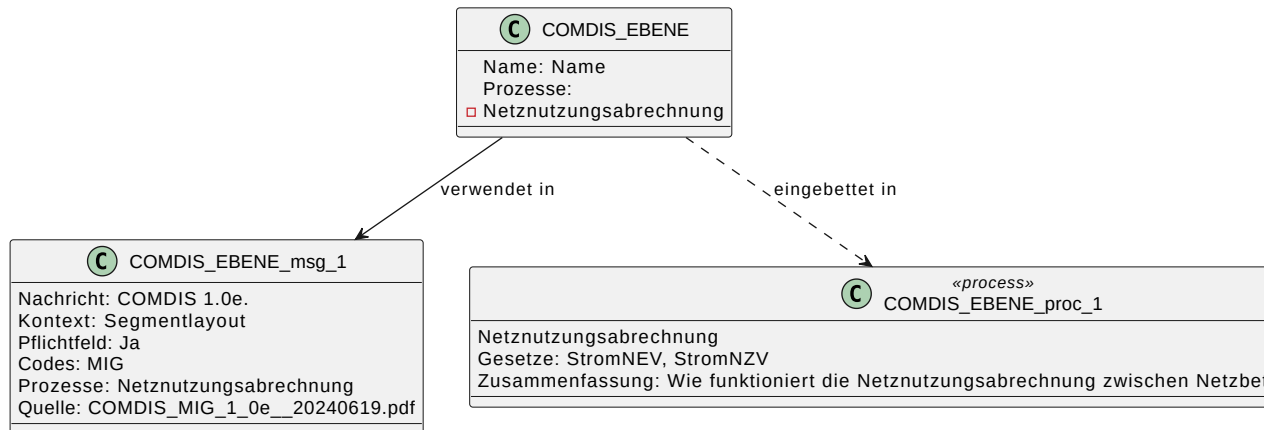 C COMDIS_EBENE
Name: Name
Prozesse:
Netznutzungsabrechnung
verwendet in
eingebettet in
C COMDIS_EBENE_msg_1
Nachricht: COMDIS 1.0e.
Kontext: Segmentlayout
Pflichtfeld: Ja
Codes: MIG
Prozesse: Netznutzungsabrechnung
Quelle: COMDIS_MIG_1_0e__20240619.pdf
«process»
C COMDIS_EBENE_proc_1
Netznutzungsabrechnung
Gesetze: StromNEV, StromNZV
Zusammenfassung: Wie funktioniert die Netznutzungsabrechnung zwischen